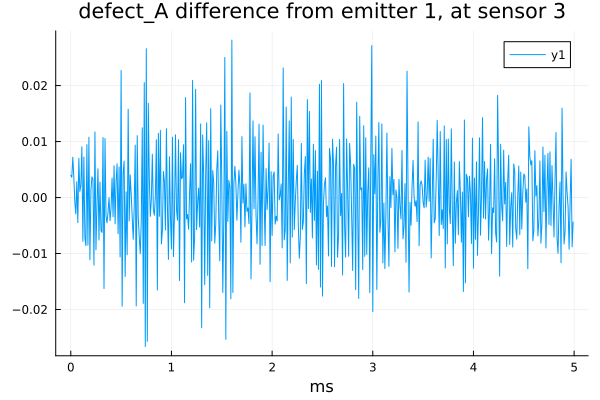 defect_A difference from emitter 1, at sensor 3
y1
0.02
0.01
0.00
−0.01
−0.02
0 1 2 3 4 5
ms